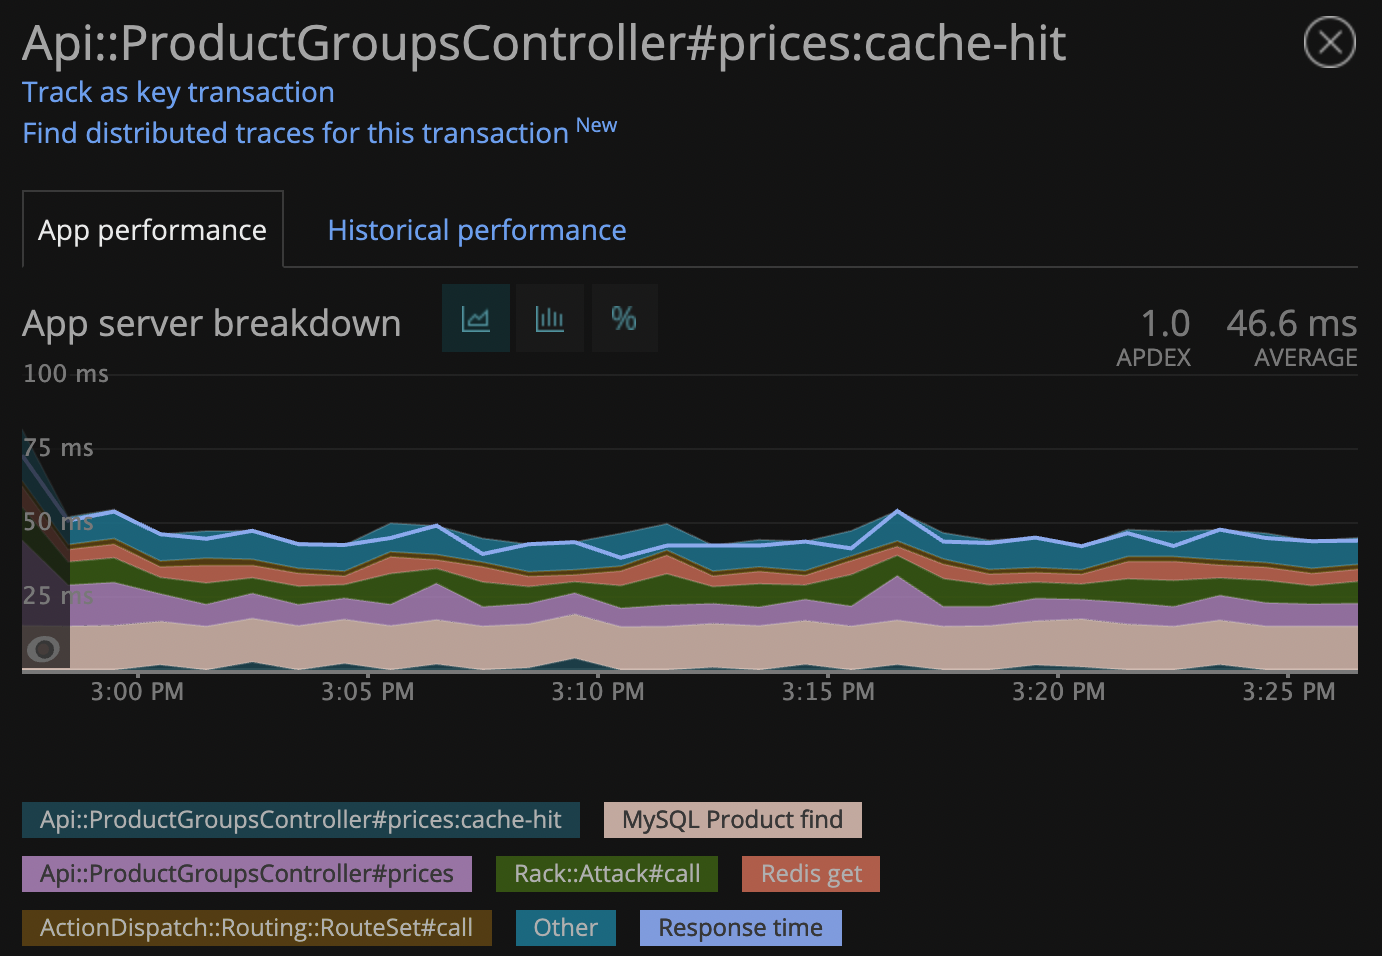 Api::ProductGroupsController#prices:cache-hit
Track as key transaction
Find distributed traces for this transaction New
App performance
Historical performance
App server breakdown
%
1.0
46.6 ms
APDEX
AVERAGE
100 ms
75 ms
50 ms
25 ms
3:00 PM
3:05 PM
3:10 PM
3:15 PM
3:20 PM
3:25 PM
Api::ProductGroupsController#prices:cache-hit
MySQL Product find
Api::ProductGroupsController#prices
Rack::Attack#call
Redis get
ActionDispatch::Routing::RouteSet#call
Other
Response time